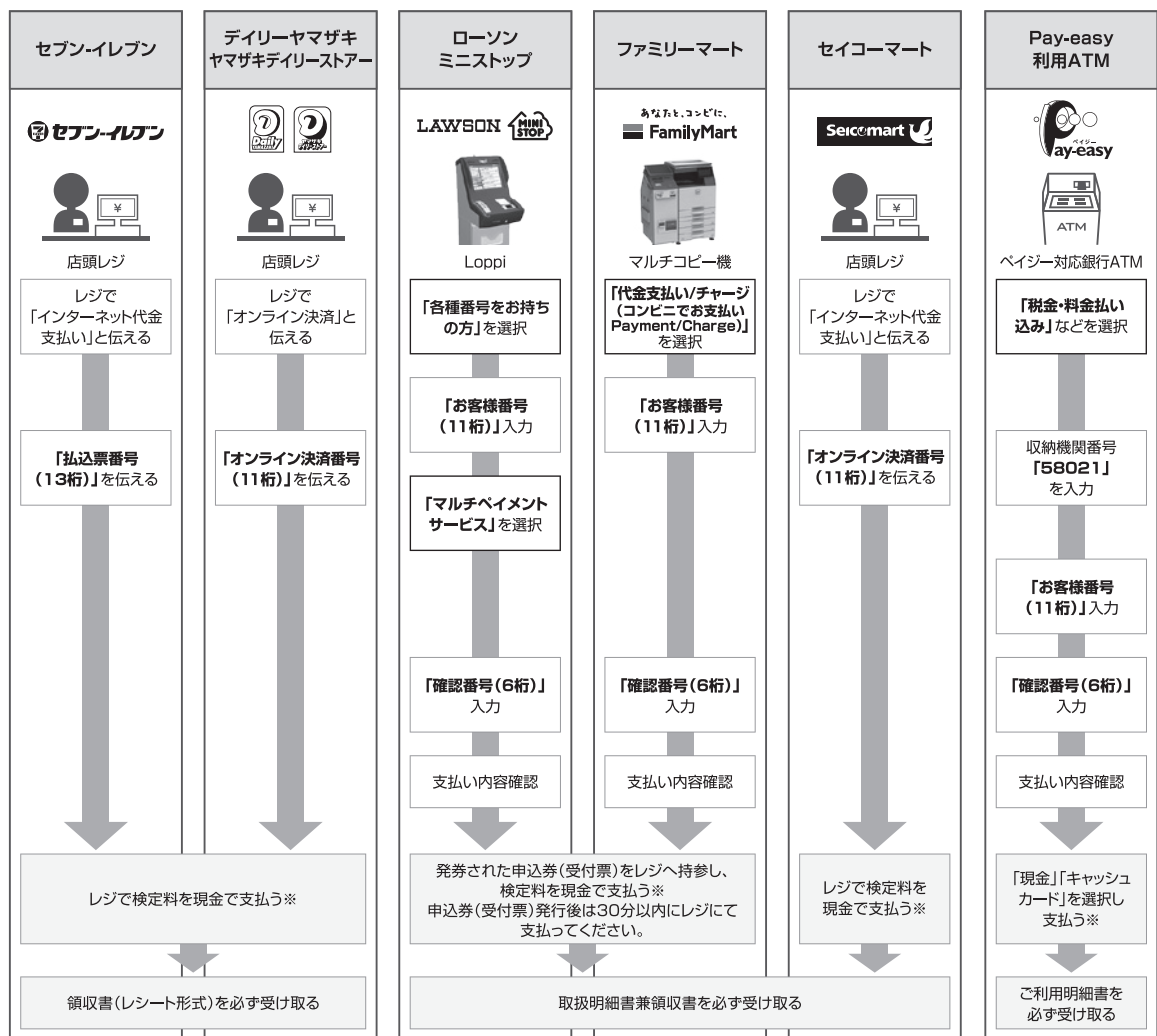 セブン-イレブン
セブン-イレブン
¥
店頭レジ
レジで
「インターネット代金
支払い」と伝える
「払込票番号
(13桁)」を伝える
デイリーヤマザキ
ヤマザキデイリーストアー
Daily
¥
店頭レジ
レジで
「オンライン決済」と
伝える
「オンライン決済番号
(11桁)」を伝える
レジで検定料を現金で支払う※
領収書(レシート形式)を必ず受け取る
ローソン
ミニストップ
LAWSON
MINI
STOP
Loppi
「各種番号をお持ち
の方」を選択
「お客様番号
(11桁)」入力
「マルチペイメント
サービス」を選択
「確認番号(6桁)」
入力
支払い内容確認
ファミリーマート
あなたと、コンビに、
FamilyMart
マルチコピー機
「代金支払い/チャージ
(コンビニでお支払い
Payment/Charge)」
を選択
「お客様番号
(11桁)」入力
「確認番号(6桁)」
入力
支払い内容確認
発券された申込券(受付票)をレジへ持参し、
検定料を現金で支払う※
申込券(受付票)発行後は30分以内にレジにて
支払ってください。
セイコーマート
Seicomart
¥
店頭レジ
レジで
「インターネット代金
支払い」と伝える
「オンライン決済番号
(11桁)」を伝える
レジで検定料を
現金で支払う※
取扱明細書兼領収書を必ず受け取る
Pay-easy
利用ATM
ペイジー
Pay-easy
ATM
ペイジー対応銀行ATM
「税金・料金払い
込み」などを選択
収納機関番号
「58021」
を入力
「お客様番号
(11桁)」入力
「確認番号(6桁)」
入力
支払い内容確認
「現金」「キャッシュ
カード」を選択し
支払う※
ご利用明細書を
必ず受け取る